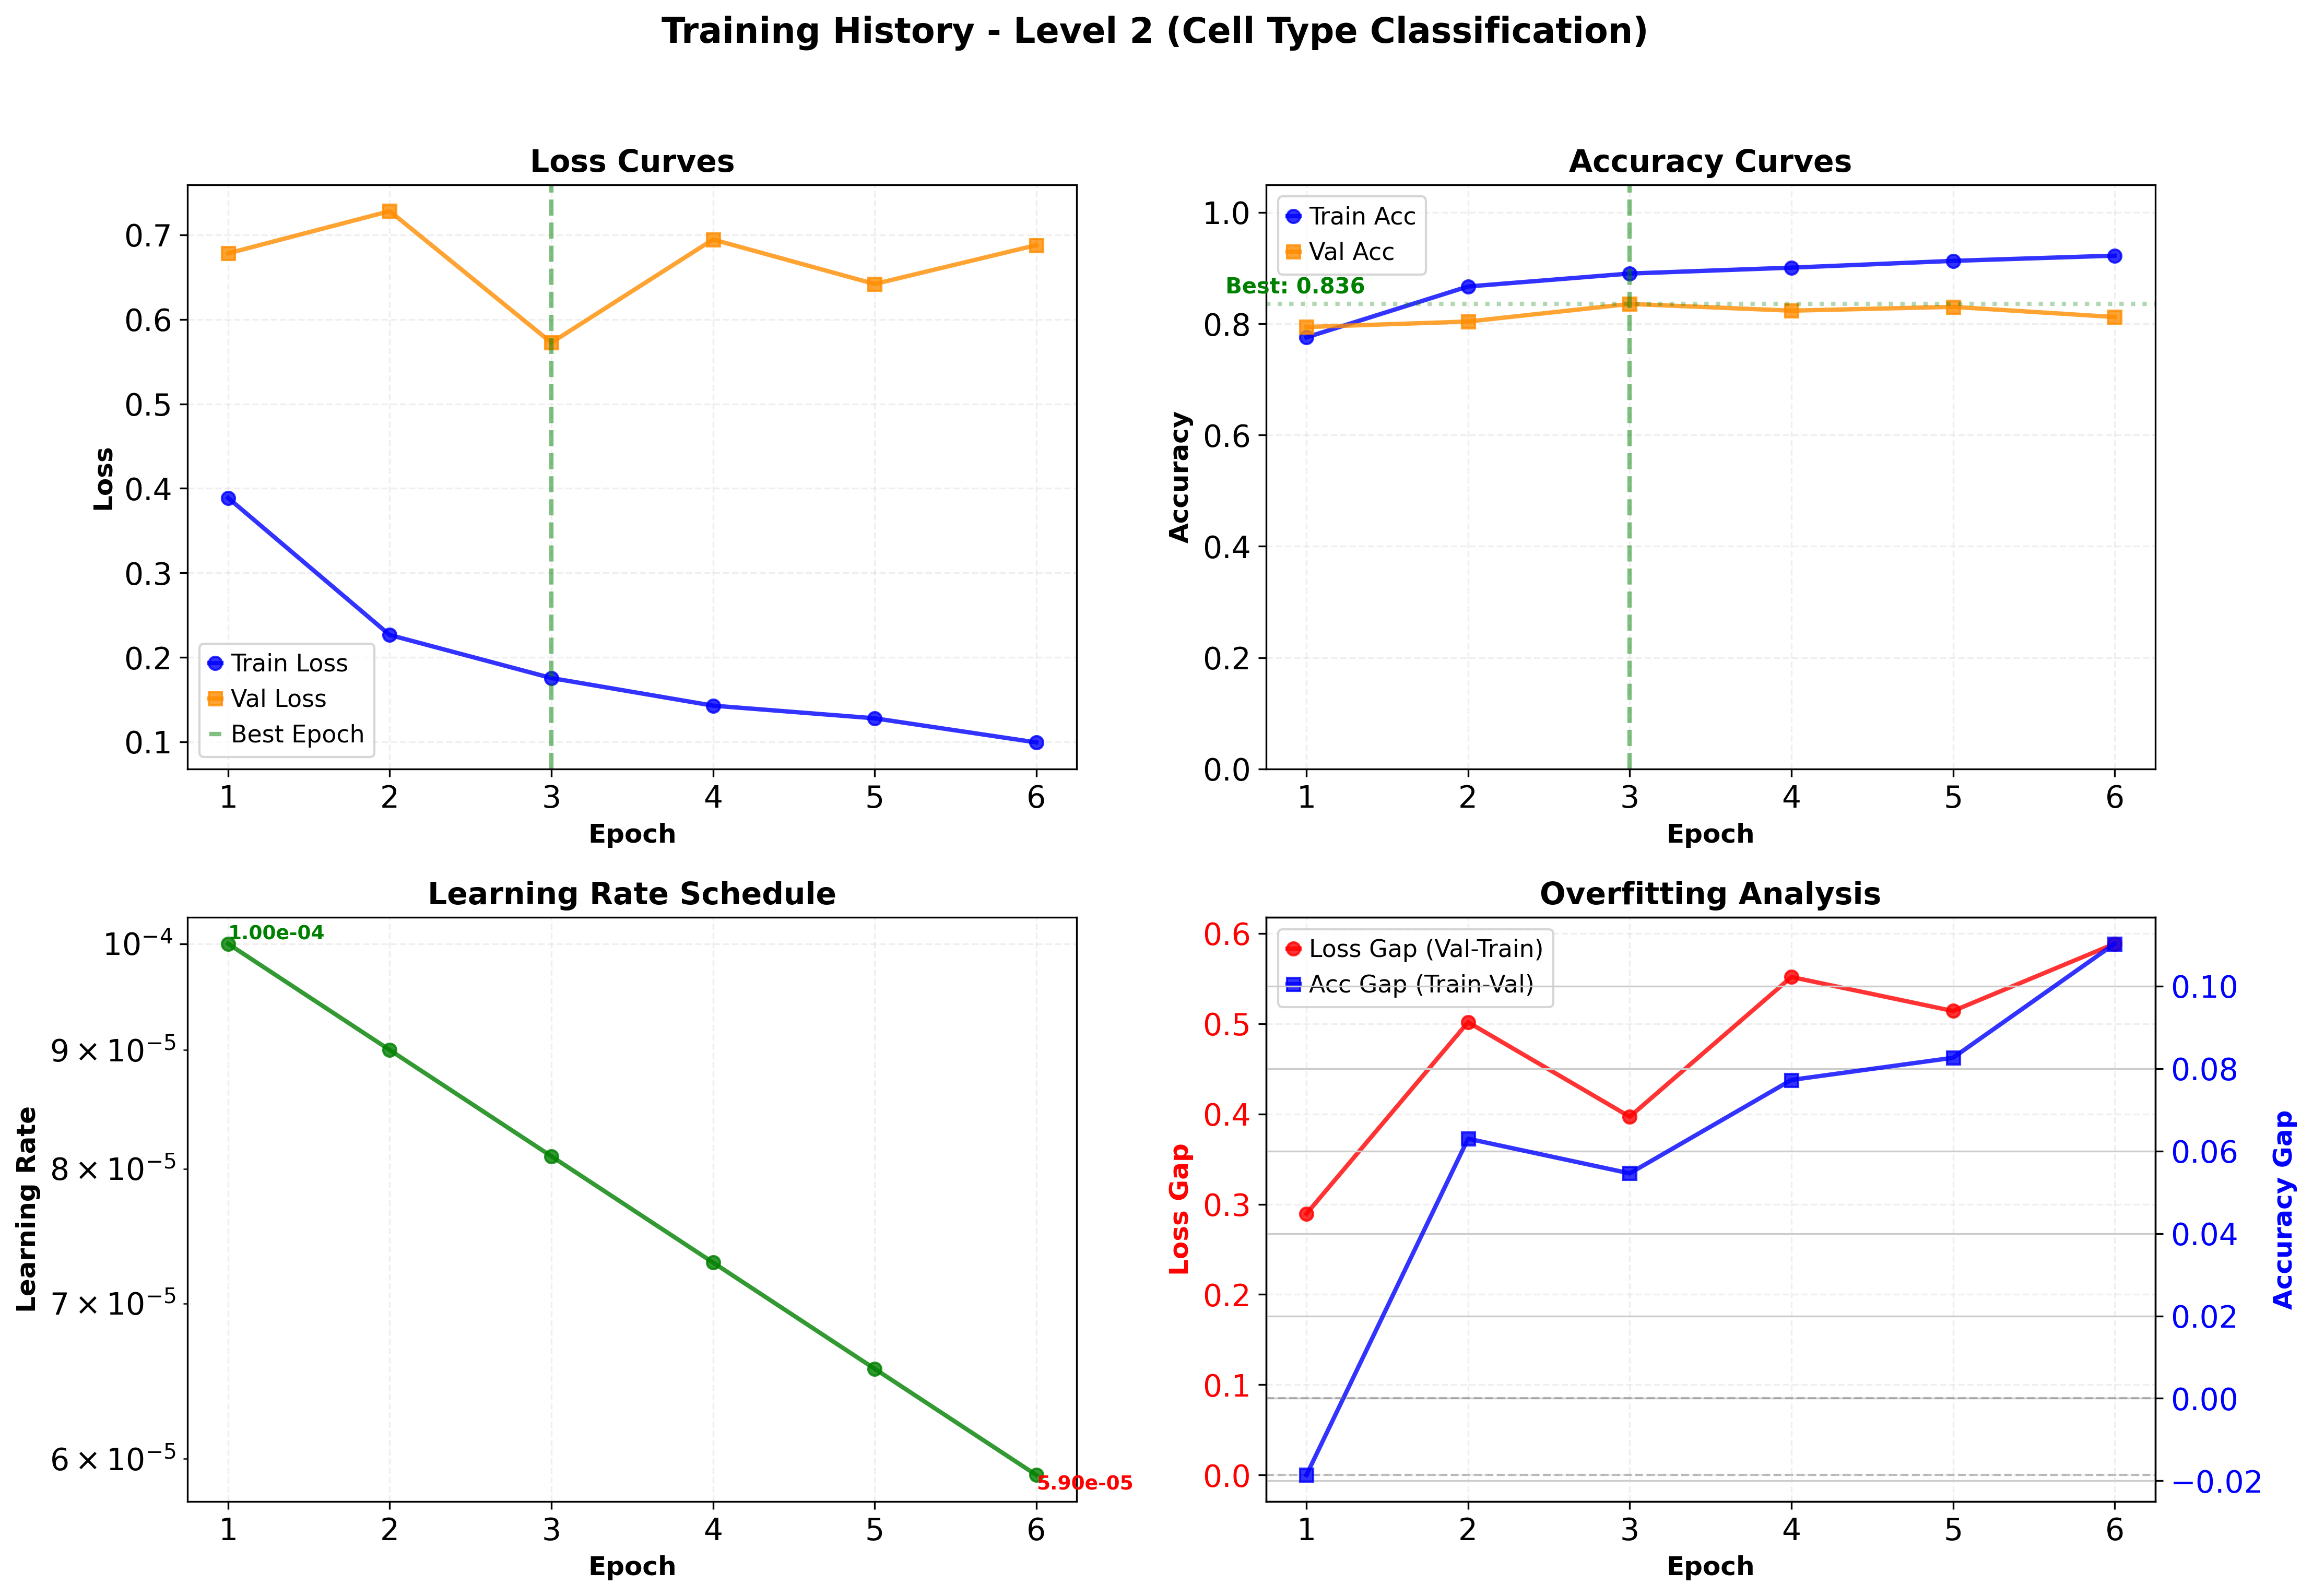 Training History - Level 2 (Cell Type Classification)
Loss Curves
Loss
0.7
0.6
0.5
0.4
0.3
0.2
0.1
Train Loss
Val Loss
Best Epoch
1 2 3 4 5 6
Epoch
Accuracy Curves
Accuracy
1.0
0.8
0.6
0.4
0.2
0.0
Train Acc
Val Acc
Best: 0.836
1 2 3 4 5 6
Epoch
Learning Rate Schedule
Learning Rate
10⁻⁴
9 × 10⁻⁵
8 × 10⁻⁵
7 × 10⁻⁵
6 × 10⁻⁵
1.00e-04
5.90e-05
1 2 3 4 5 6
Epoch
Overfitting Analysis
Loss Gap
0.6
0.5
0.4
0.3
0.2
0.1
0.0
Loss Gap (Val-Train)
Acc Gap (Train-Val)
0.10
0.08
0.06
0.04
0.02
0.00
−0.02
Accuracy Gap
1 2 3 4 5 6
Epoch